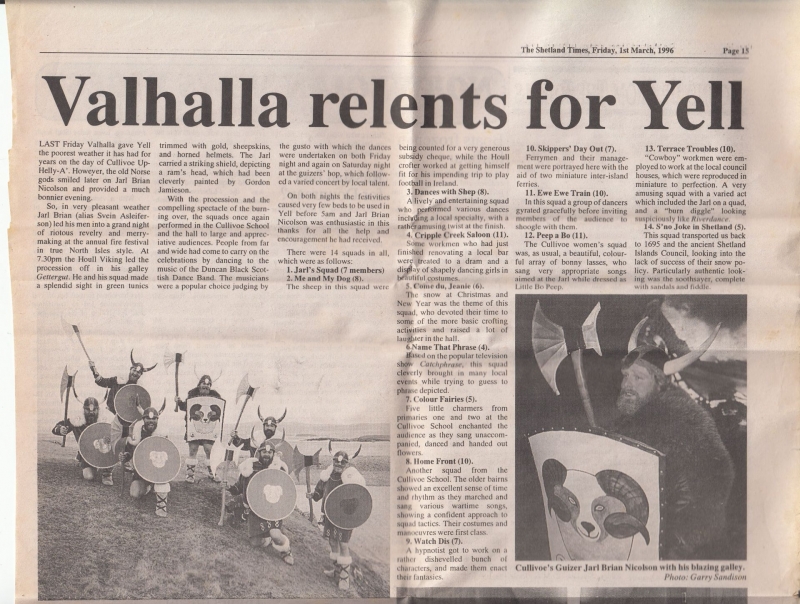 The Shetland Times, Friday, 1st March, 1996
Page 15
Valhalla relents for Yell
LAST Friday Valhalla gave Yell
the poorest weather it has had for
years on the day of Cullivoe Up-
Helly-A'. However, the old Norse
gods smiled later on Jarl Brian
Nicolson and provided a much
bonnier evening.
So, in very pleasant weather
Jarl Brian (alias Svein Asleifer-
son) led his men into a grand night
of riotous revelry and merry-
making at the annual fire festival
in true North Isles style. At
7.30pm the Houll Viking led the
procession off in his galley
Gettergut. He and his squad made
a splendid sight in green tunics
trimmed with gold, sheepskins,
and horned helmets. The Jarl
carried a striking shield, depicting
a ram's head, which had been
cleverly painted by Gordon
Jamieson.
With the procession and the
compelling spectacle of the burn-
ing over, the squads once again
performed in the Cullivoe School
and the hall to large and appreci-
ative audiences. People from far
and wide had come to carry on the
celebrations by dancing to the
music of the Duncan Black Scot-
tish Dance Band. The musicians
were a popular choice judging by
the gusto with which the dances
were undertaken on both Friday
night and again on Saturday night
at the guizers' hop, which follow-
ed a varied concert by local talent.
On both nights the festivities
caused very few beds to be used in
Yell before 5am and Jarl Brian
Nicolson was enthusiastic in this
thanks for all the help and
encouragement he had received.
There were 14 squads in all,
which were as follows:
1. Jarl's Squad (7 members)
2. Me and My Dog (8).
The sheep in this squad were
being counted for a very generous
subsidy cheque, while the Houll
crofter worked at getting himself
fit for his impending trip to play
football in Ireland.
3. Dances with Shep (8).
A lively and entertaining squad
who performed various dances
including a local specialty, with a
rather amusing twist at the finish.
4. Cripple Creek Saloon (11).
Some workmen who had just
finished renovating a local bar
were treated to a dram and a
display of shapely dancing girls in
beautiful costumes.
5. Come du, Jeanie (6).
The snow at Christmas and
New Year was the theme of this
squad, who devoted their time to
some of the more basic crofting
activities and raised a lot of
laughter in the hall.
6 Name That Phrase (4).
Based on the popular television
show Catchphrase, this squad
cleverly brought in many local
events while trying to guess to
phrase depicted.
7. Colour Fairies (5).
Five little charmers from
primaries one and two at the
Cullivoe School enchanted the
audience as they sang unaccom-
panied, danced and handed out
flowers.
8. Home Front (10).
Another squad from the
Cullivoe School. The older bairns
showed an excellent sense of time
and rhythm as they marched and
sang various wartime songs,
showing a confident approach to
squad tactics. Their costumes and
manoeuvres were first class.
9. Watch Dis (7).
A hypnotist got to work on a
rather dishevelled bunch of
characters, and made them enact
their fantasies.
10. Skippers' Day Out (7).
Ferrymen and their manage-
ment were portrayed here with the
aid of two miniature inter-island
ferries.
11. Ewe Ewe Train (10).
In this squad a group of dancers
gyrated gracefully before inviting
members of the audience to
shoogle with them.
12. Peep a Bo (11).
The Cullivoe women's squad
was, as usual, a beautiful, colour-
ful array of bonny lasses, who
sang very appropriate songs
aimed at the Jarl while dressed as
Little Bo Peep.
13. Terrace Troubles (10).
"Cowboy" workmen were em-
ployed to work at the local council
houses, which were reproduced in
miniature to perfection. A very
amusing squad with a varied act
which included the Jarl on a quad,
and a "burn diggle" looking
suspiciously like Riverdance.
14. S'no Joke in Shetland (5).
This squad transported us back
to 1695 and the ancient Shetland
Islands Council, looking into the
lack of success of their snow po-
licy. Particularly authentic look-
ing was the soothsayer, complete
with sandals and fiddle.
Cullivoe's Guizer Jarl Brian Nicolson with his blazing galley.
Photo: Garry Sandison